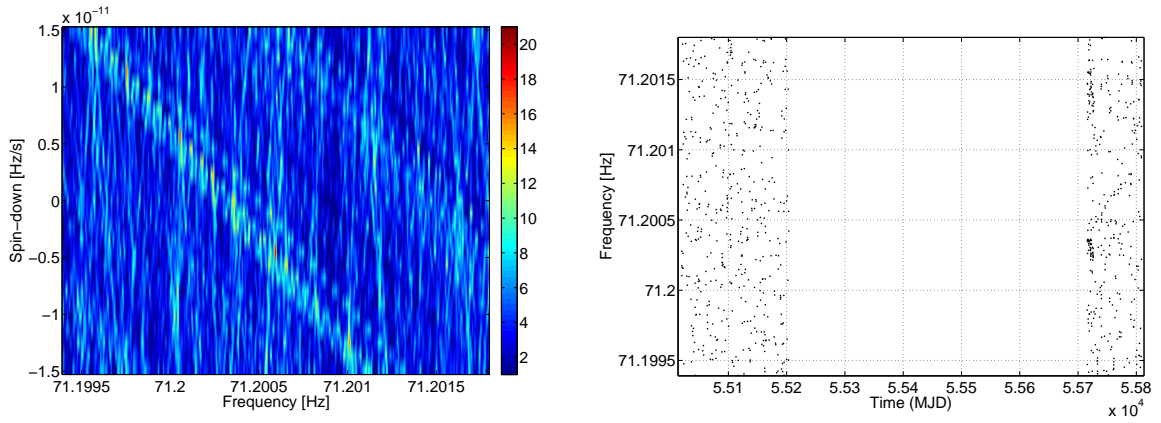 x 10⁻¹¹
1.5
1
0.5
0
−0.5
−1
−1.5
Spin−down [Hz/s]
71.1995 71.2 71.2005 71.201 71.2015
Frequency [Hz]
20
18
16
14
12
10
8
6
4
2
71.2015
71.201
71.2005
71.2
71.1995
Frequency [Hz]
5.51 5.52 5.53 5.54 5.55 5.56 5.57 5.58
Time (MJD)
x 10⁴